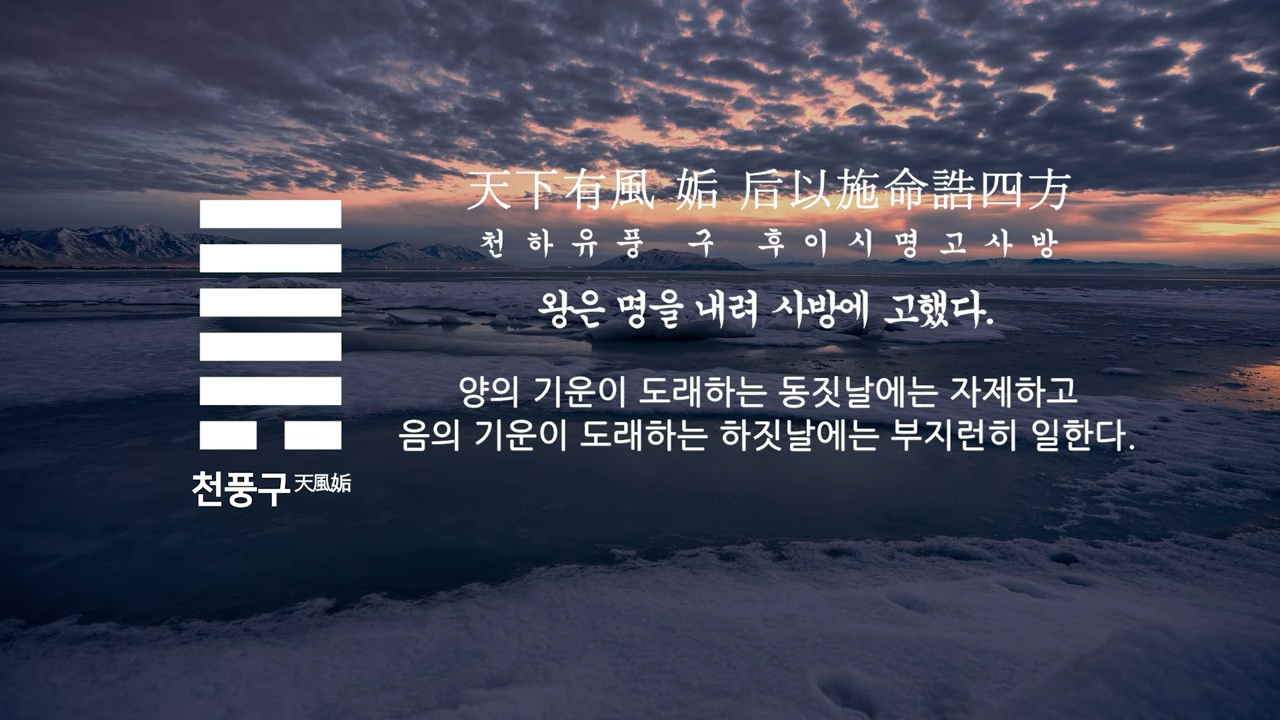 天下有風 姤 后以施命誥四方
천하유풍 구 후이시명고사방
왕은 명을 내려 사방에 고했다.
양의 기운이 도래하는 동짓날에는 자제하고
음의 기운이 도래하는 하짓날에는 부지런히 일한다.
천풍구 天風姤